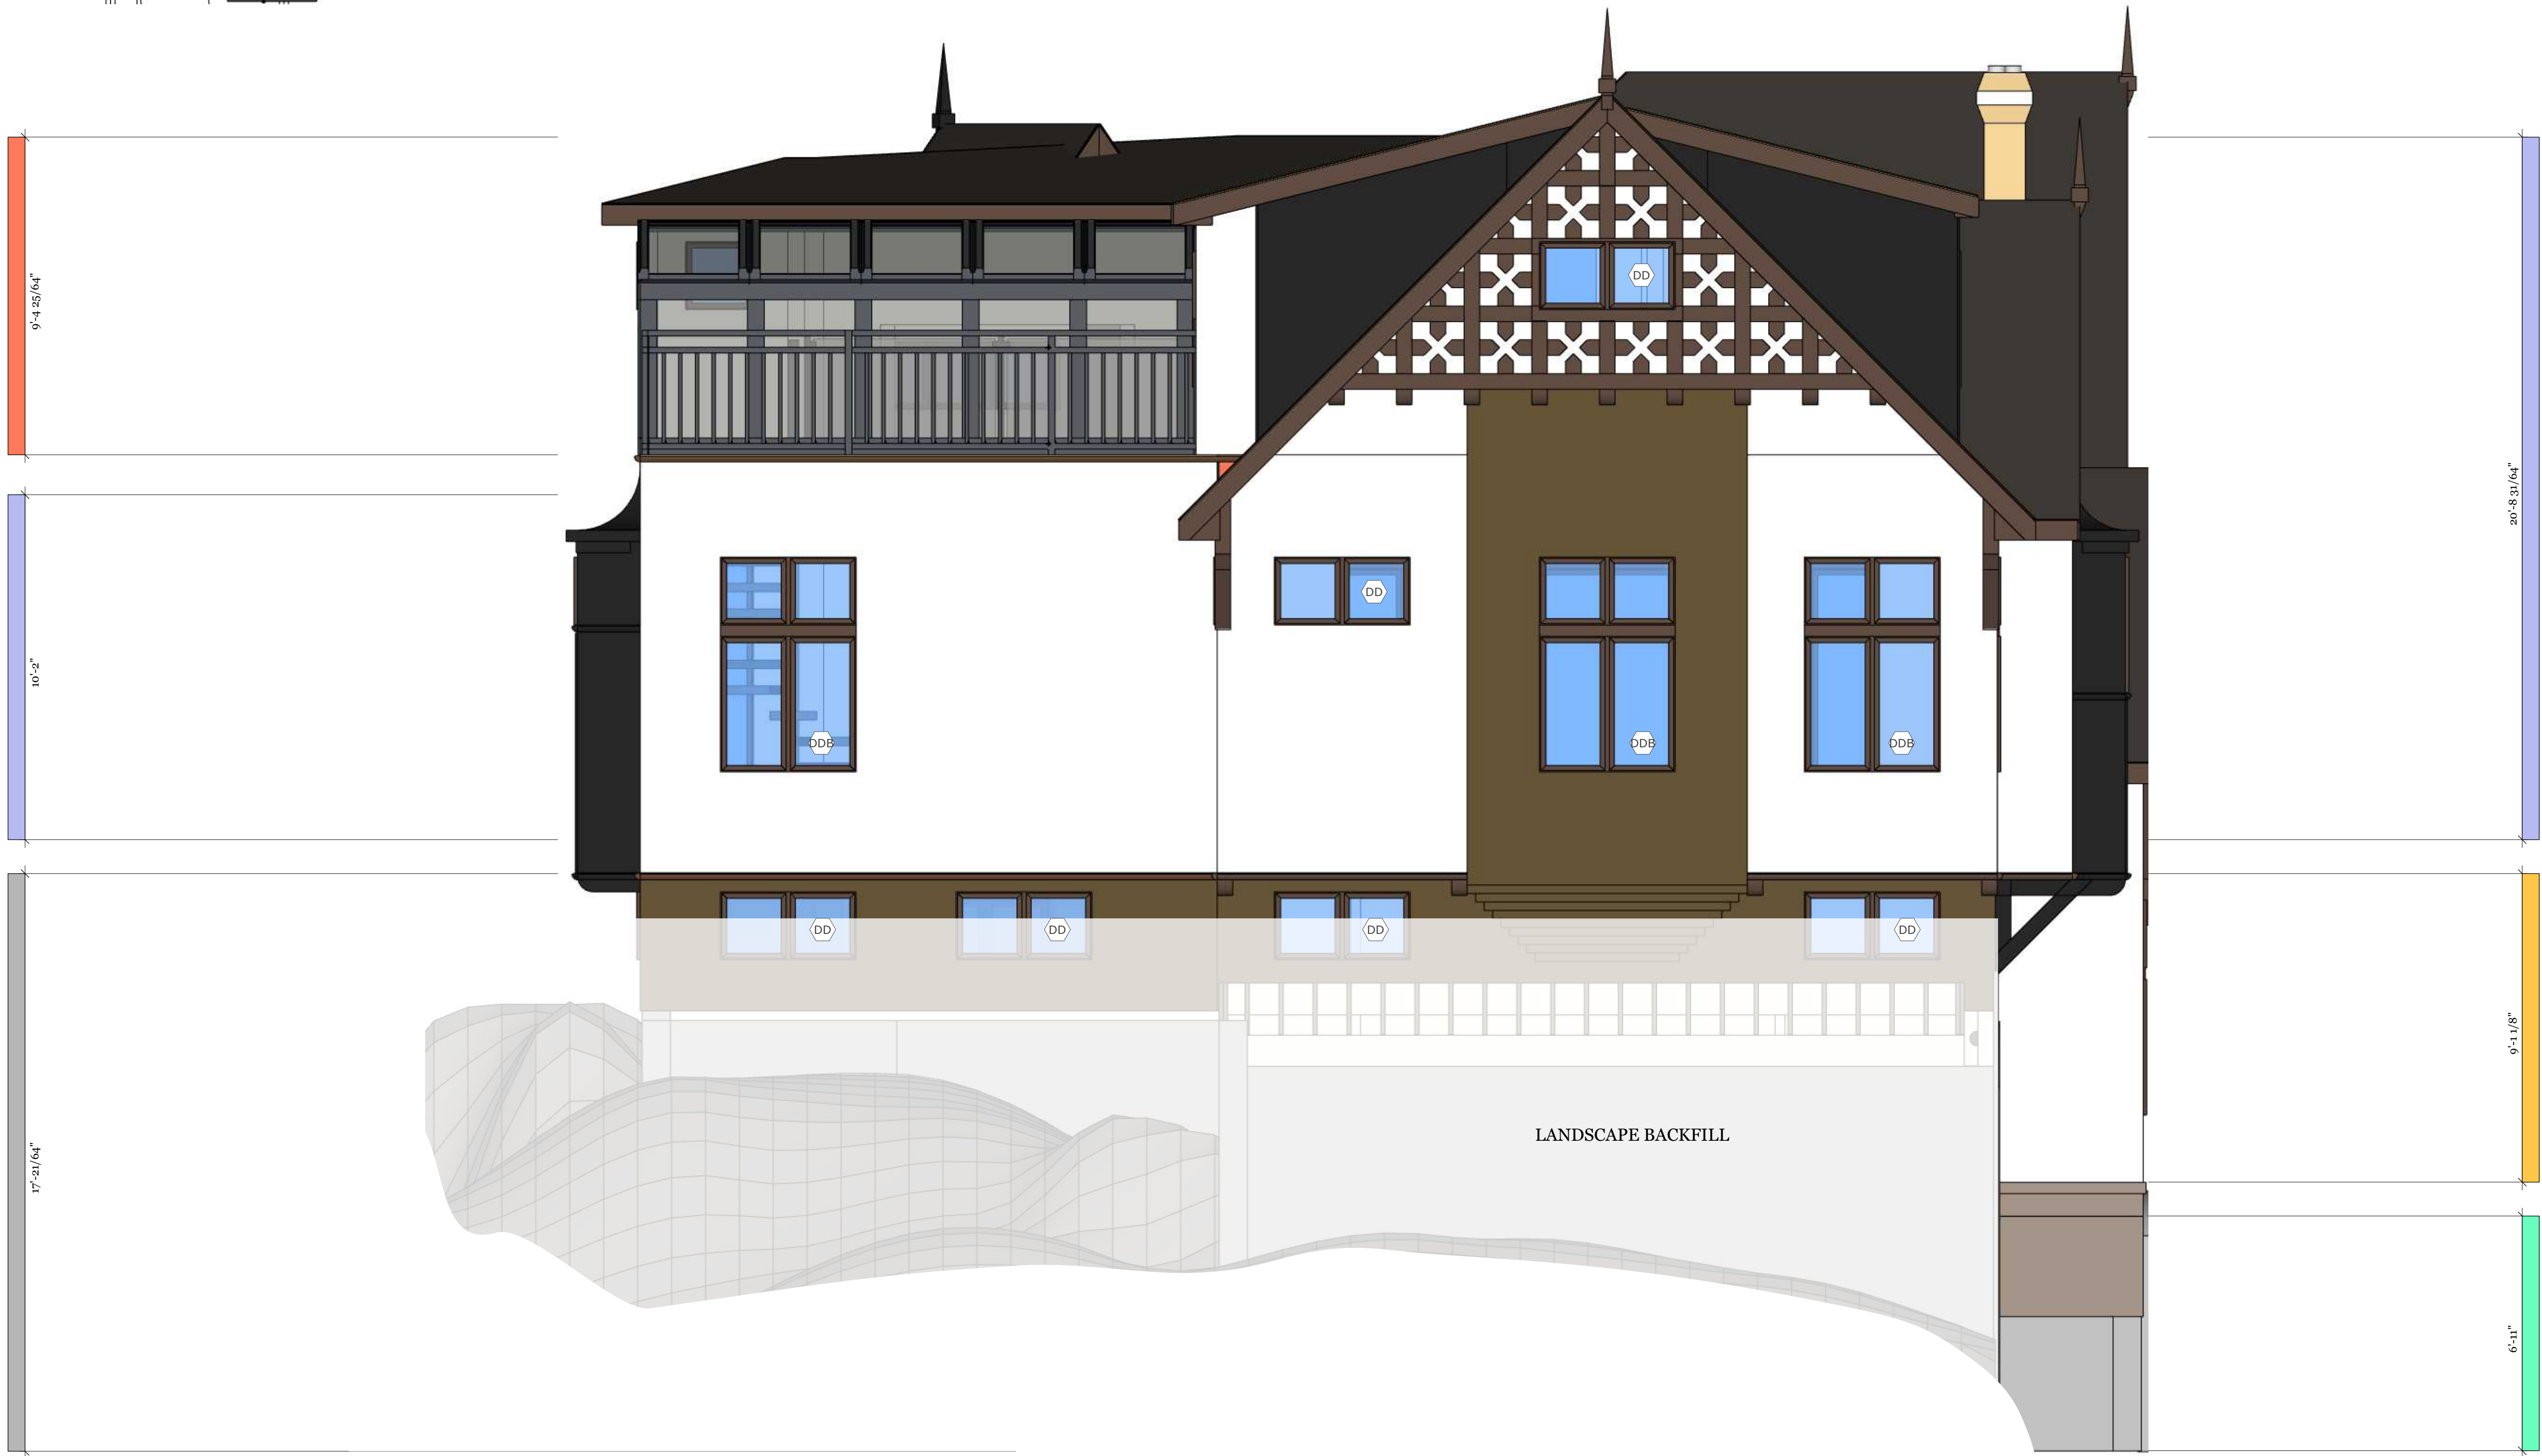 9'-4 25/64"
DD
20'-8 31/64"
DD
10'-2"
DDB
DDB
DDB
DD
DD
DD
DD
9'-1 1/8"
LANDSCAPE BACKFILL
17'-21/64"
6'-11"